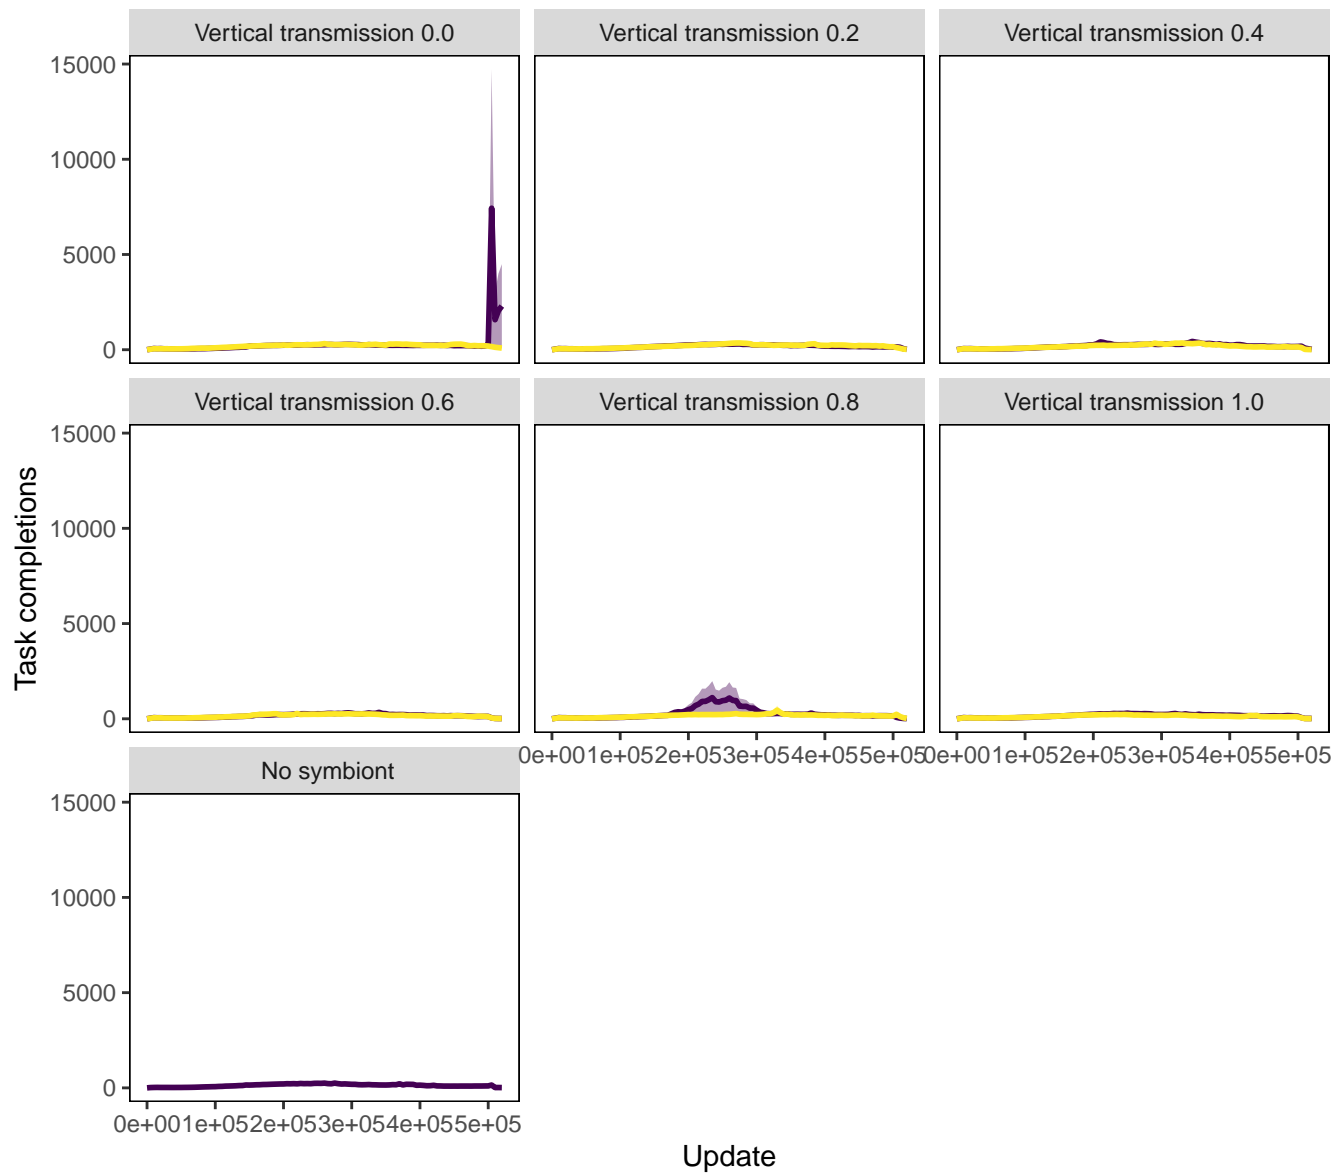 Vertical transmission 0.0
Vertical transmission 0.2
Vertical transmission 0.4
15000
10000
5000
0
Vertical transmission 0.6
Vertical transmission 0.8
Vertical transmission 1.0
15000
10000
5000
0
0e+001e+052e+053e+054e+055e+05
0e+001e+052e+053e+054e+055e+05
No symbiont
15000
10000
5000
0
0e+001e+052e+053e+054e+055e+05
Task completions
Update